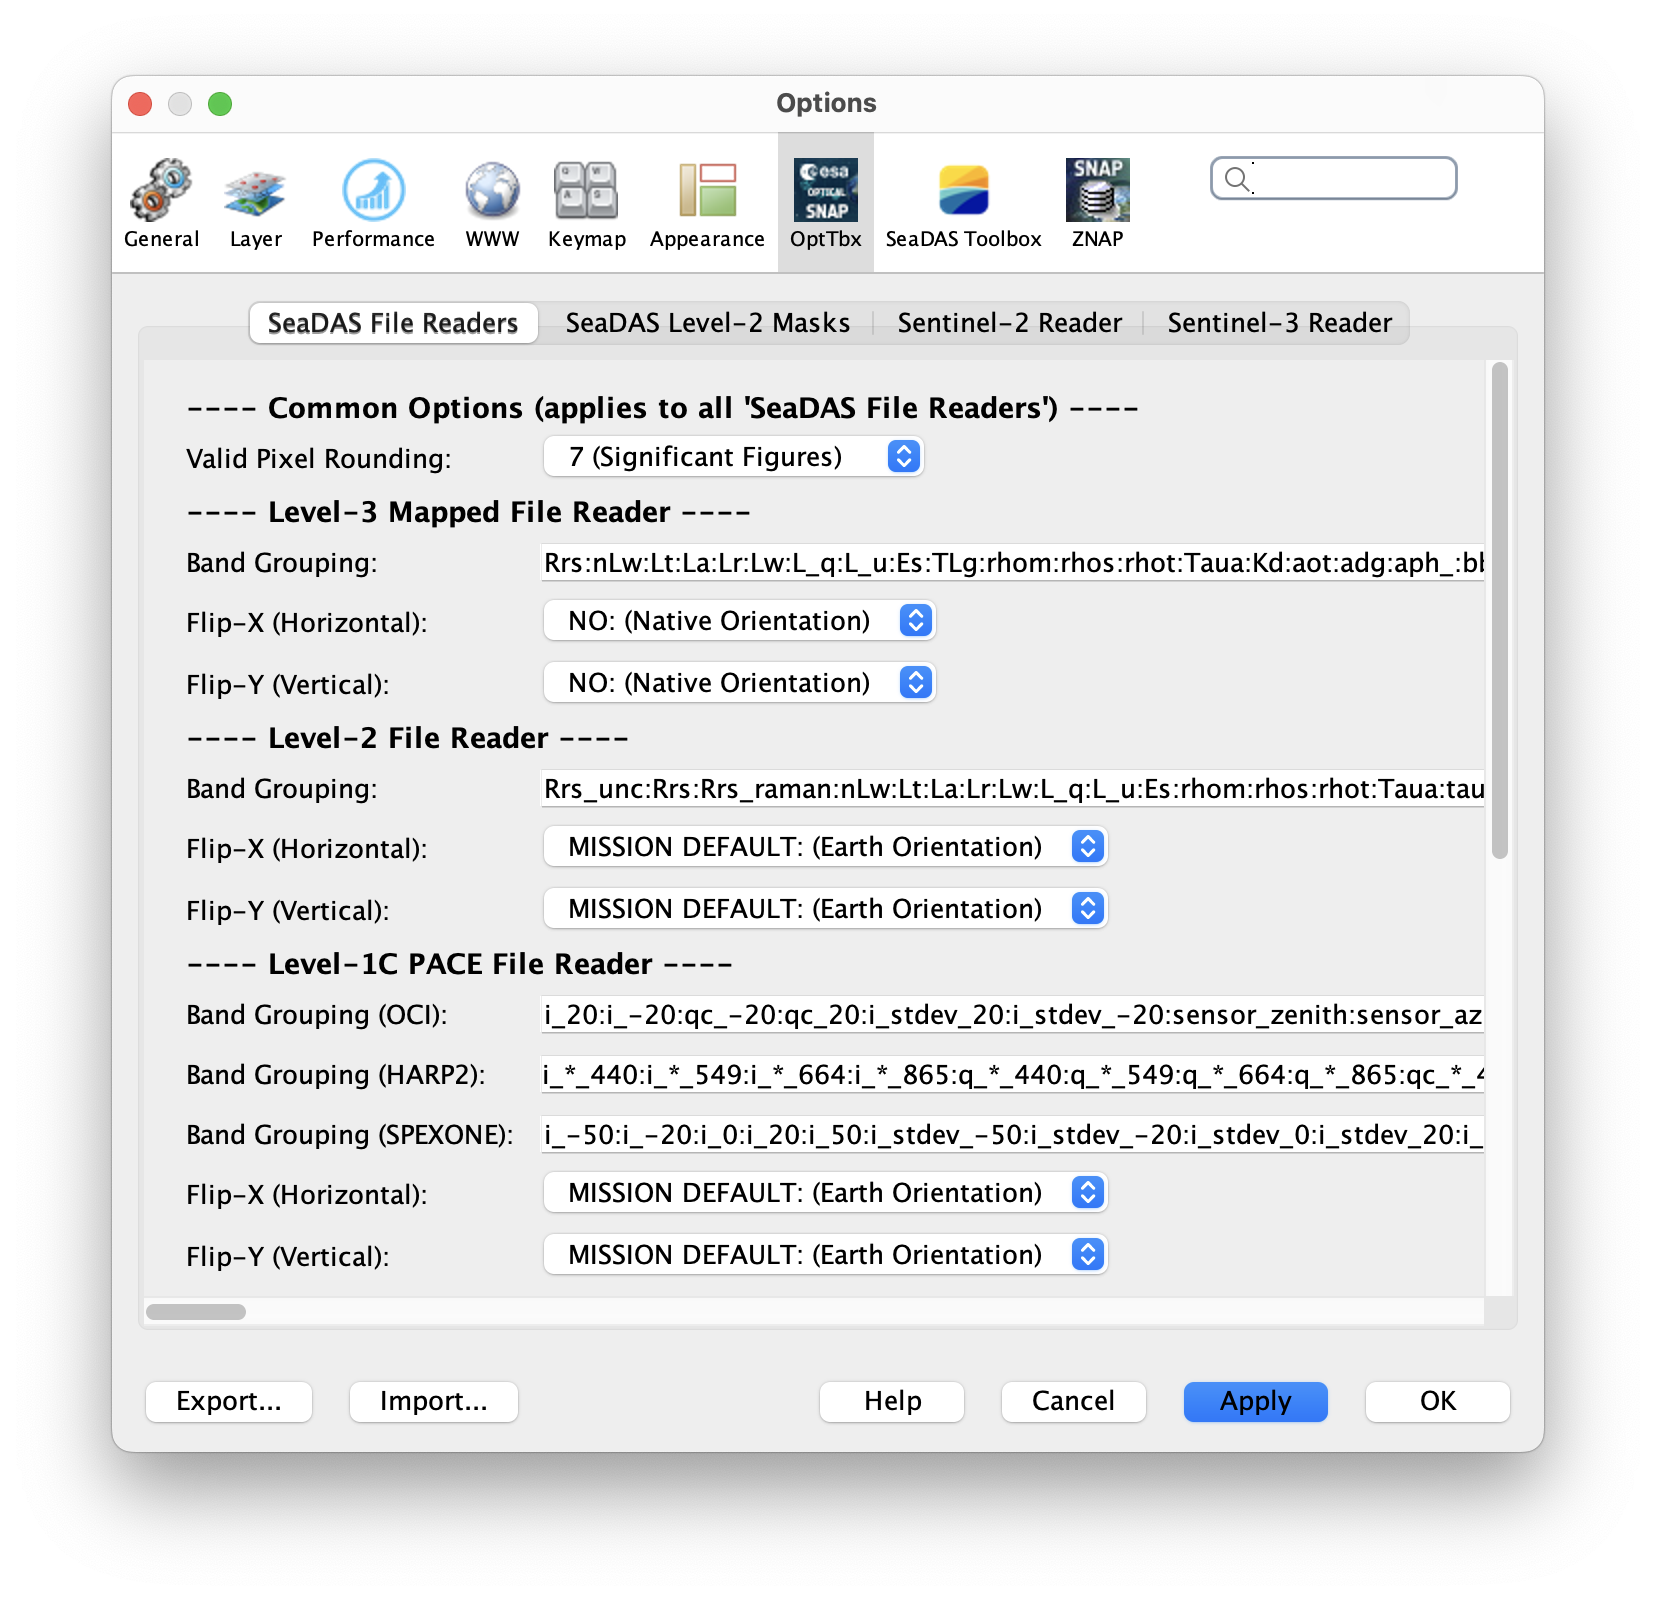 Options
General Layer Performance WWW Keymap Appearance OptTbx SeaDAS Toolbox ZNAP
esa
OPTICAL
SNAP
SNAP
SeaDAS File Readers SeaDAS Level-2 Masks Sentinel-2 Reader Sentinel-3 Reader
---- Common Options (applies to all 'SeaDAS File Readers') ----
Valid Pixel Rounding: 7 (Significant Figures)
---- Level-3 Mapped File Reader ----
Band Grouping: Rrs:nLw:Lt:La:Lr:Lw:L_q:L_u:Es:TLg:rhom:rhos:rhot:Taua:Kd:aot:adg:aph_:bb
Flip-X (Horizontal): NO: (Native Orientation)
Flip-Y (Vertical): NO: (Native Orientation)
---- Level-2 File Reader ----
Band Grouping: Rrs_unc:Rrs:Rrs_raman:nLw:Lt:La:Lr:Lw:L_q:L_u:Es:rhom:rhos:rhot:Taua:tau
Flip-X (Horizontal): MISSION DEFAULT: (Earth Orientation)
Flip-Y (Vertical): MISSION DEFAULT: (Earth Orientation)
---- Level-1C PACE File Reader ----
Band Grouping (OCI): i_20:i_-20:qc_-20:qc_20:i_stdev_20:i_stdev_-20:sensor_zenith:sensor_az
Band Grouping (HARP2): i_*_440:i_*_549:i_*_664:i_*_865:q_*_440:q_*_549:q_*_664:q_*_865:qc_*_4
Band Grouping (SPEXONE): i_-50:i_-20:i_0:i_20:i_50:i_stdev_-50:i_stdev_-20:i_stdev_0:i_stdev_20:i_
Flip-X (Horizontal): MISSION DEFAULT: (Earth Orientation)
Flip-Y (Vertical): MISSION DEFAULT: (Earth Orientation)
Export... Import... Help Cancel Apply OK